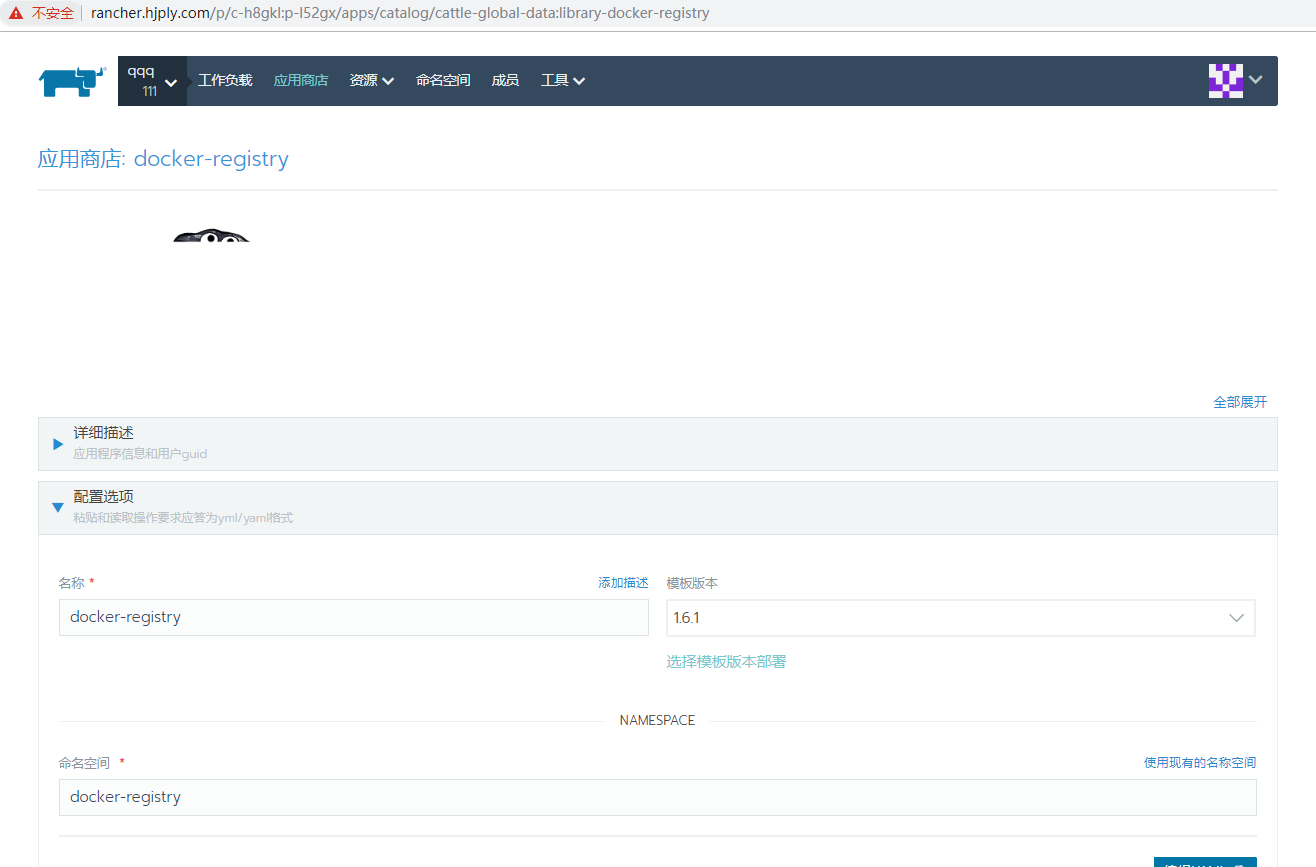 不安全 rancher.hjply.com/p/c-h8gkl:p-l52gx/apps/catalog/cattle-global-data:library-docker-registry
qqq
111
工作负载 应用商店 资源 命名空间 成员 工具
应用商店: docker-registry
全部展开
详细描述
应用程序信息和用户guid
配置选项
粘贴和读取操作要求应答为yml/yaml格式
名称 * 添加描述 模板版本
docker-registry 1.6.1
选择模板版本部署
NAMESPACE
命名空间 * 使用现有的名称空间
docker-registry